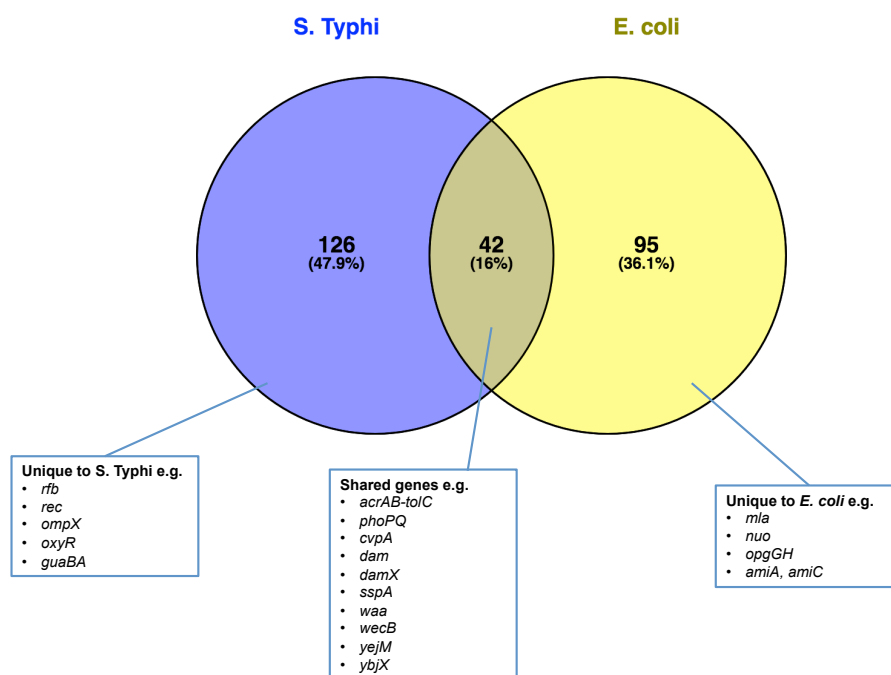 S. Typhi
E. coli
126
(47.9%)
42
(16%)
95
(36.1%)
Unique to S. Typhi e.g.
• rfb
• rec
• ompX
• oxyR
• guaBA
Shared genes e.g.
• acrAB-tolC
• phoPQ
• cvpA
• dam
• damX
• sspA
• waa
• wecB
• yejM
• ybjX
Unique to E. coli e.g.
• mla
• nuo
• opgGH
• amiA, amiC